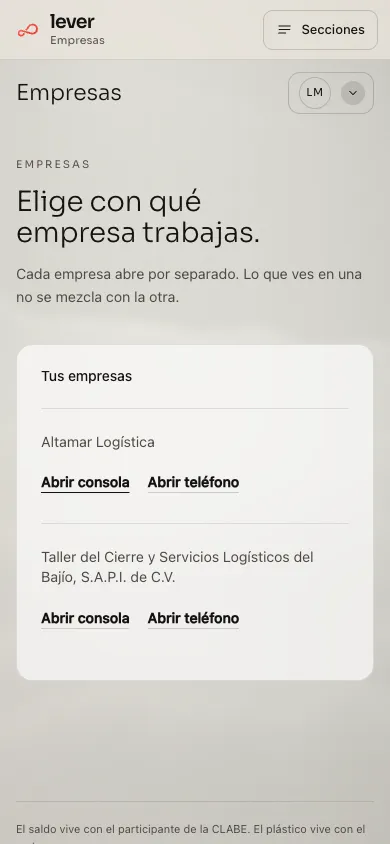 lever
Empresas
Secciones
Empresas
LM
EMPRESAS
Elige con qué
empresa trabajas.
Cada empresa abre por separado. Lo que ves en una
no se mezcla con la otra.
Tus empresas
Altamar Logística
Abrir consola Abrir teléfono
Taller del Cierre y Servicios Logísticos del
Bajío, S.A.P.I. de C.V.
Abrir consola Abrir teléfono
El saldo vive con el participante de la CLABE. El plástico vive con el